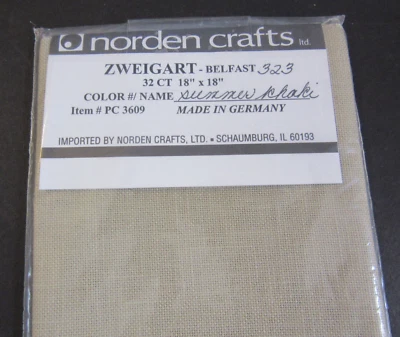 norden crafts ltd.
ZWEIGART - BELFAST 323
32 CT 18" x 18"
COLOR #/ NAME summer khaki
Item # PC 3609 MADE IN GERMANY
IMPORTED BY NORDEN CRAFTS, LTD. • SCHAUMBURG, IL 60193